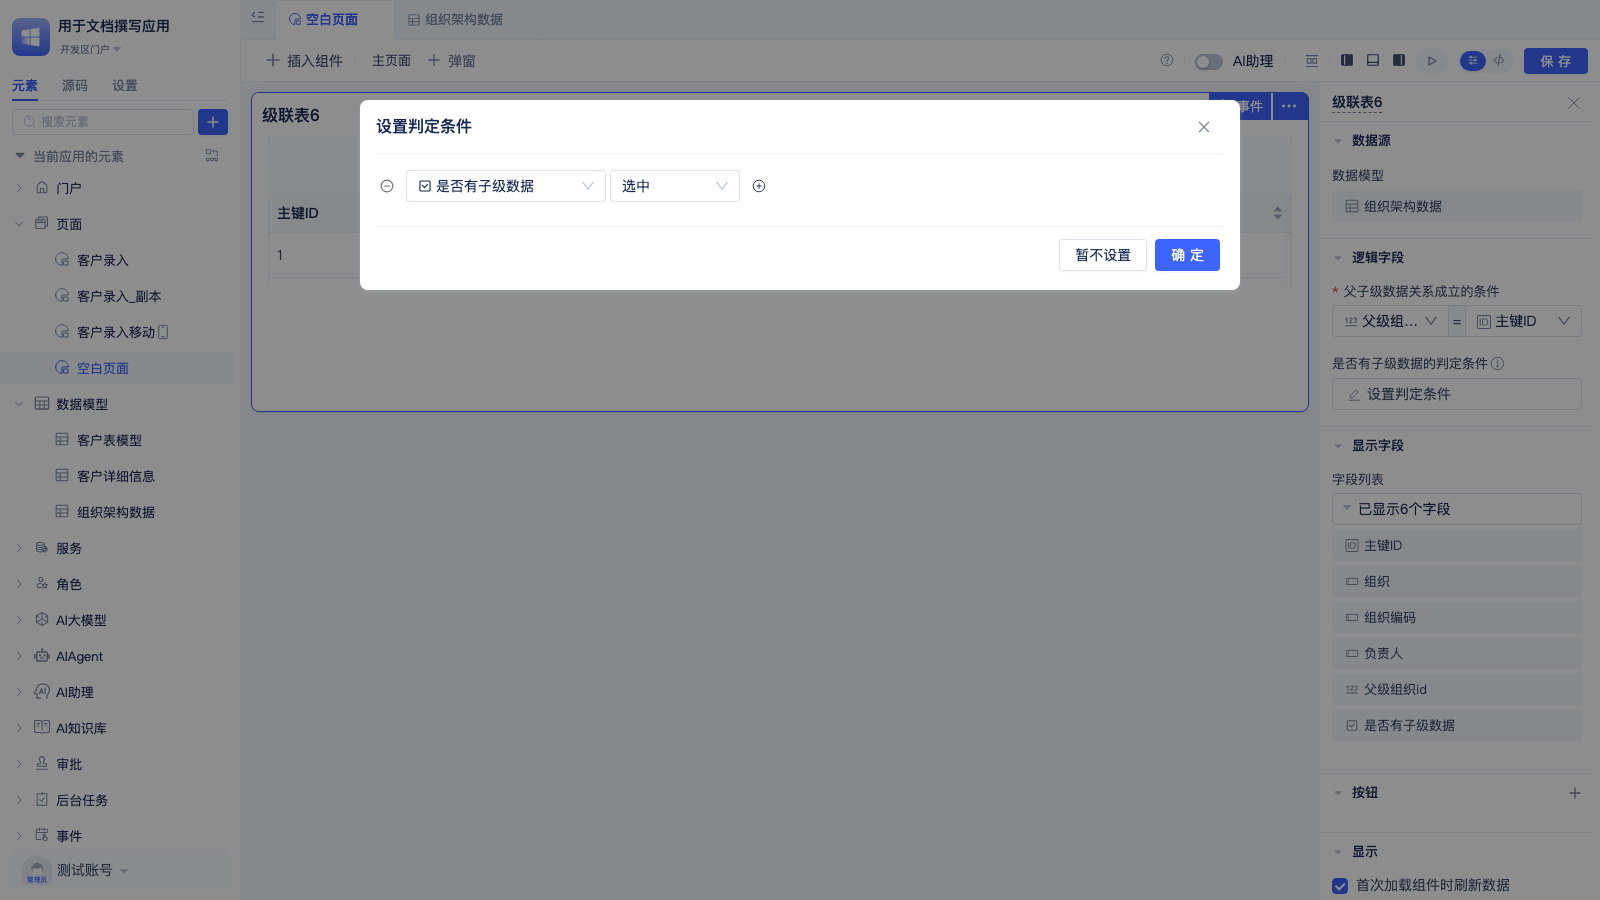 用于文档撰写应用
开发区门户
元素
源码
设置
搜索元素
当前应用的元素
门户
页面
客户录入
客户录入_副本
客户录入移动
空白页面
数据模型
客户表模型
客户详细信息
组织架构数据
服务
角色
AI大模型
AIAgent
AI助理
AI知识库
审批
后台任务
事件
管理员
测试账号
空白页面
组织架构数据
插入组件
主页面
弹窗
AI助理
保 存
级联表6
事件
主键ID
1
设置判定条件
是否有子级数据
选中
暂不设置
确 定
级联表6
数据源
数据模型
组织架构数据
逻辑字段
* 父子级数据关系成立的条件
123 父级组... = ID 主键ID
是否有子级数据的判定条件
设置判定条件
显示字段
字段列表
已显示6个字段
ID 主键ID
组织
组织编码
负责人
123 父级组织id
是否有子级数据
按钮
显示
首次加载组件时刷新数据